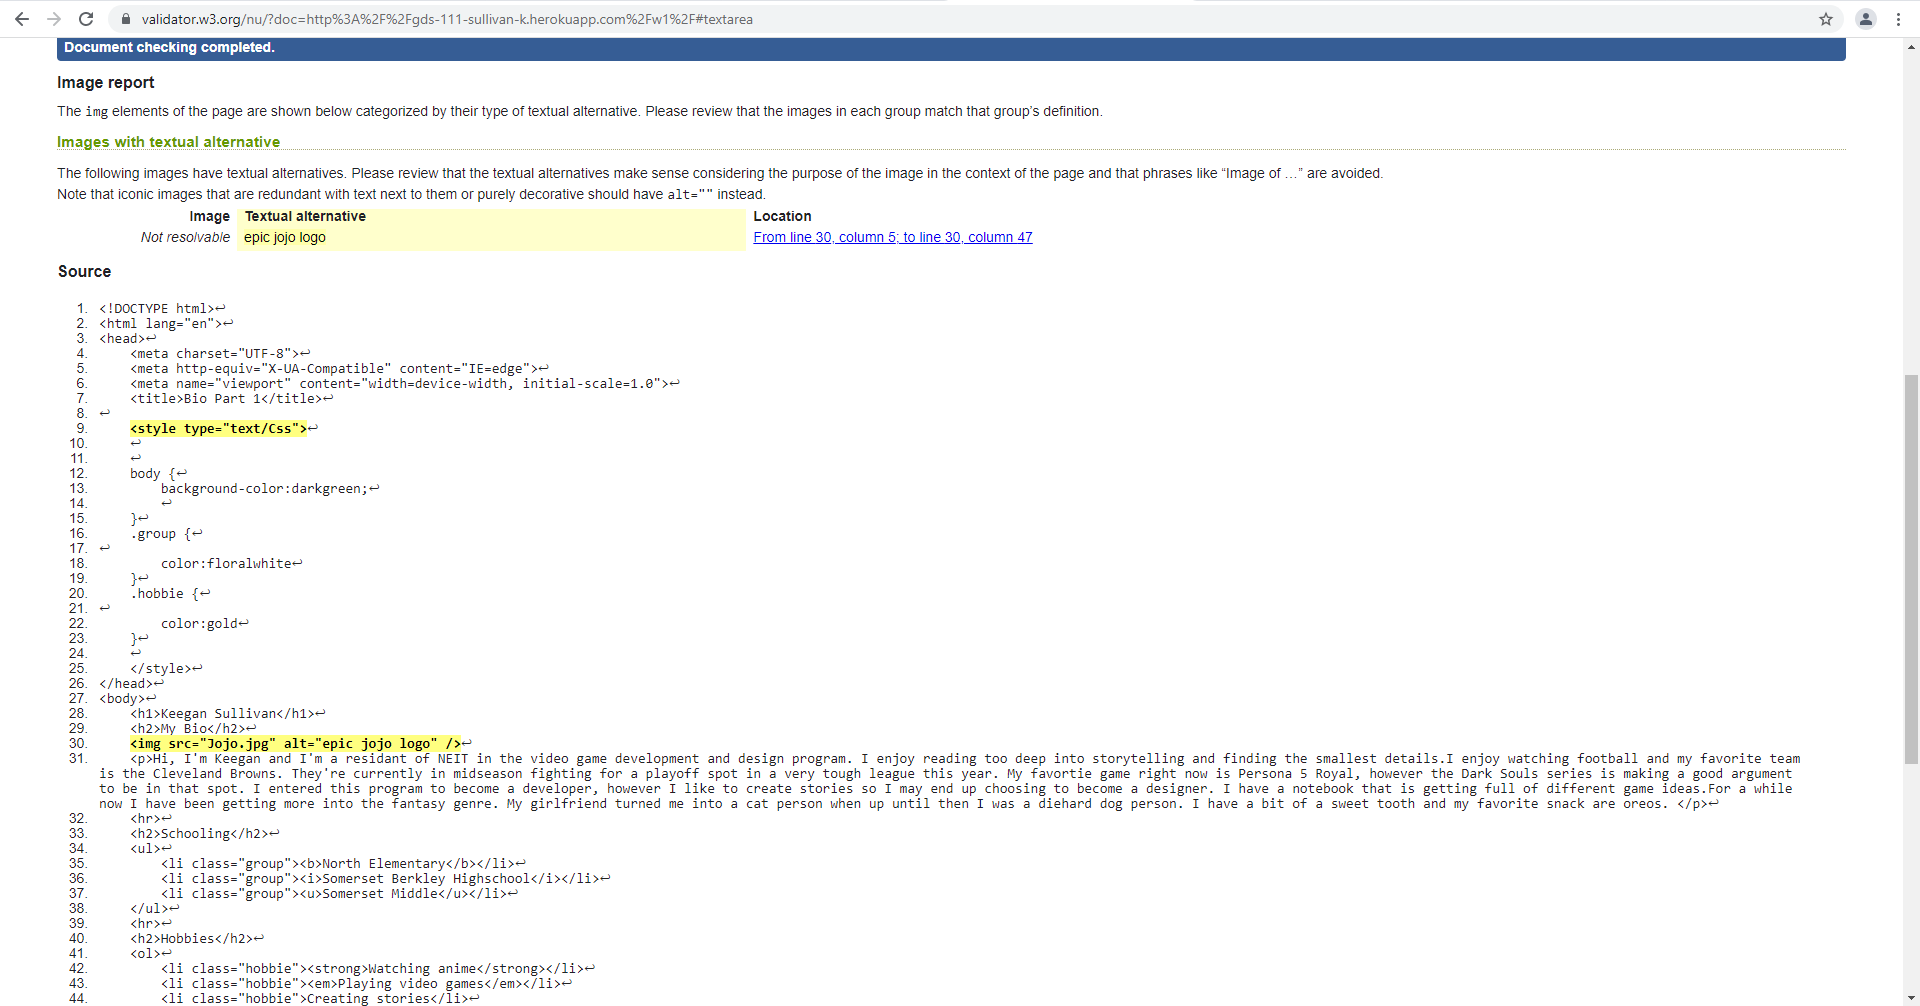 validator.w3.org/nu/?doc=http%3A%2F%2Fgds-111-sullivan-k.herokuapp.com%2Fw1%2F#textarea
Document checking completed.
Image report
The img elements of the page are shown below categorized by their type of textual alternative. Please review that the images in each group match that group's definition.
Images with textual alternative
The following images have textual alternatives. Please review that the textual alternatives make sense considering the purpose of the image in the context of the page and that phrases like “Image of …” are avoided.
Note that iconic images that are redundant with text next to them or purely decorative should have alt="" instead.
Image Textual alternative Location
Not resolvable epic jojo logo From line 30, column 5; to line 30, column 47
Source
1. <!DOCTYPE html>↩
2. <html lang="en">↩
3. <head>↩
4. <meta charset="UTF-8">↩
5. <meta http-equiv="X-UA-Compatible" content="IE=edge">↩
6. <meta name="viewport" content="width=device-width, initial-scale=1.0">↩
7. <title>Bio Part 1</title>↩
8. ↩
9. <style type="text/Css">↩
10. ↩
11. ↩
12. body {↩
13. background-color:darkgreen;↩
14. ↩
15. }↩
16. .group {↩
17. ↩
18. color:floralwhite↩
19. }↩
20. .hobbie {↩
21. ↩
22. color:gold↩
23. }↩
24. ↩
25. </style>↩
26. </head>↩
27. <body>↩
28. <h1>Keegan Sullivan</h1>↩
29. <h2>My Bio</h2>↩
30. <img src="Jojo.jpg" alt="epic jojo logo" />↩
31. <p>Hi, I'm Keegan and I'm a residant of NEIT in the video game development and design program. I enjoy reading too deep into storytelling and finding the smallest details.I enjoy watching football and my favorite team
is the Cleveland Browns. They're currently in midseason fighting for a playoff spot in a very tough league this year. My favortie game right now is Persona 5 Royal, however the Dark Souls series is making a good argument
to be in that spot. I entered this program to become a developer, however I like to create stories so I may end up choosing to become a designer. I have a notebook that is getting full of different game ideas.For a while
now I have been getting more into the fantasy genre. My girlfriend turned me into a cat person when up until then I was a diehard dog person. I have a bit of a sweet tooth and my favorite snack are oreos. </p>↩
32. <hr>↩
33. <h2>Schooling</h2>↩
34. <ul>↩
35. <li class="group"><b>North Elementary</b></li>↩
36. <li class="group"><i>Somerset Berkley Highschool</i></li>↩
37. <li class="group"><u>Somerset Middle</u></li>↩
38. </ul>↩
39. <hr>↩
40. <h2>Hobbies</h2>↩
41. <ol>↩
42. <li class="hobbie"><strong>Watching anime</strong></li>↩
43. <li class="hobbie"><em>Playing video games</em></li>↩
44. <li class="hobbie">Creating stories</li>↩